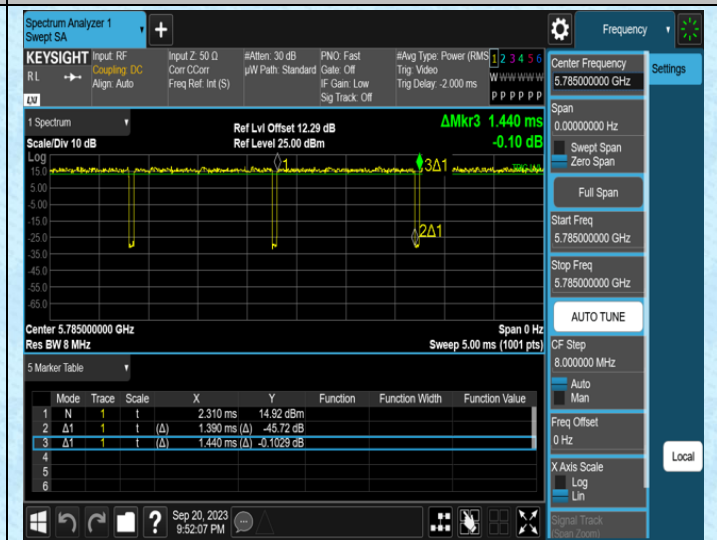 Spectrum Analyzer 1
Swept SA
+
Frequency
KEYSIGHT
RL
LXI
Input: RF
Coupling: DC
Align: Auto
Input Z: 50 Ω
Corr CCorr
Freq Ref: Int (S)
#Atten: 30 dB
µW Path: Standard
PNO: Fast
Gate: Off
IF Gain: Low
Sig Track: Off
#Avg Type: Power (RMS
Trig: Video
Trig Delay: -2.000 ms
1 2 3 4 5 6
W W W W W W
P P P P P P
1 Spectrum
Scale/Div 10 dB
Ref Lvl Offset 12.29 dB
Ref Level 25.00 dBm
ΔMkr3 1.440 ms
-0.10 dB
Log
15.0
5.00
-5.00
-15.0
-25.0
-35.0
-45.0
-55.0
-65.0
1
3Δ1
2Δ1
Center 5.785000000 GHz
Res BW 8 MHz
Span 0 Hz
Sweep 5.00 ms (1001 pts)
5 Marker Table
Mode Trace Scale X Y Function Function Width Function Value
1 N 1 t 2.310 ms 14.92 dBm
2 Δ1 1 t (Δ) 1.390 ms (Δ) -45.72 dB
3 Δ1 1 t (Δ) 1.440 ms (Δ) -0.1029 dB
4
5
6
Sep 20, 2023
9:52:07 PM
?
Center Frequency
5.785000000 GHz
Span
0.00000000 Hz
Swept Span
Zero Span
Full Span
Start Freq
5.785000000 GHz
Stop Freq
5.785000000 GHz
AUTO TUNE
CF Step
8.000000 MHz
Auto
Man
Freq Offset
0 Hz
X Axis Scale
Log
Lin
Signal Track
(Span Zoom)
Settings
Local